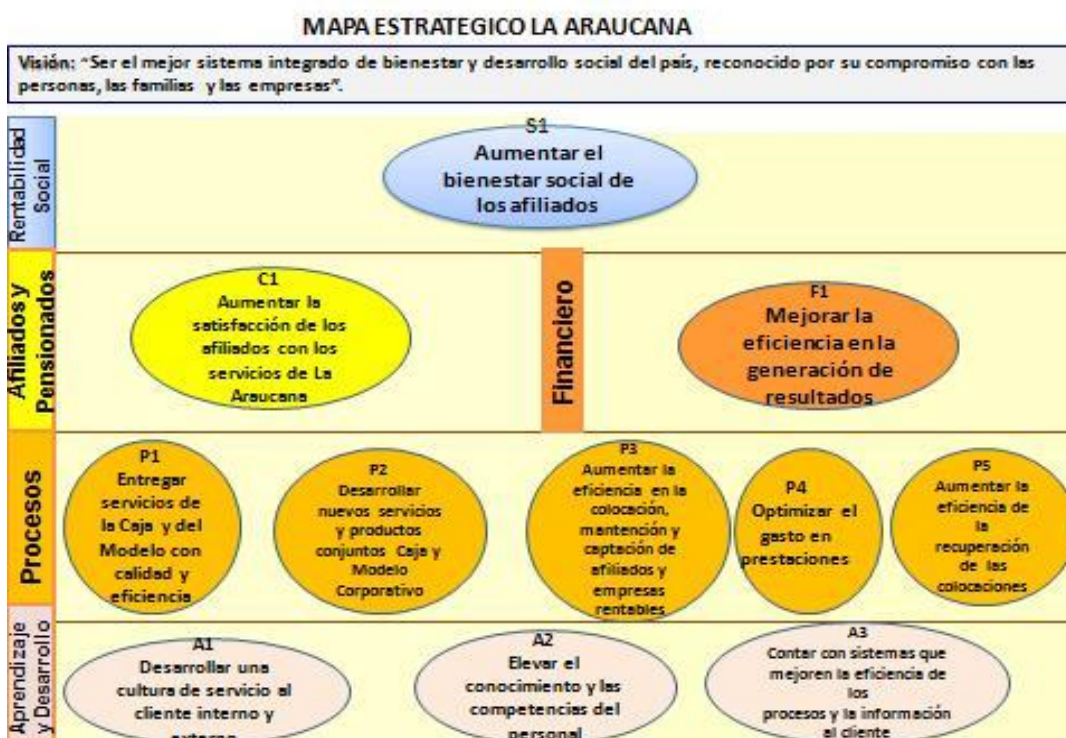 MAPA ESTRATEGICO LA ARAUCANA
Visión: “Ser el mejor sistema integrado de bienestar y desarrollo social del país, reconocido por su compromiso con las
personas, las familias y las empresas”.
Rentabilidad
Social
S1
Aumentar el
bienestar social de
los afiliados
Afiliados y
Pensionados
C1
Aumentar la
satisfacción de los
afiliados con los
servicios de La
Araucana
Financiero
F1
Mejorar la
eficiencia en la
generación de
resultados
Procesos
P1
Entregar
servicios de
la Caja y del
Modelo con
calidad y
eficiencia
P2
Desarrollar
nuevos servicios
y productos
conjuntos Caja y
Modelo
Corporativo
P3
Aumentar la
eficiencia en la
colocación,
mantención y
captación de
afiliados y
empresas
rentables
P4
Optimizar el
gasto en
prestaciones
P5
Aumentar la
eficiencia de
la
recuperación
de las
colocaciones
Aprendizaje
y Desarrollo
A1
Desarrollar una
cultura de servicio al
cliente interno y
externo
A2
Elevar el
conocimiento y las
competencias del
personal
A3
Contar con sistemas que
mejoren la eficiencia de
los
procesos y la información
al cliente